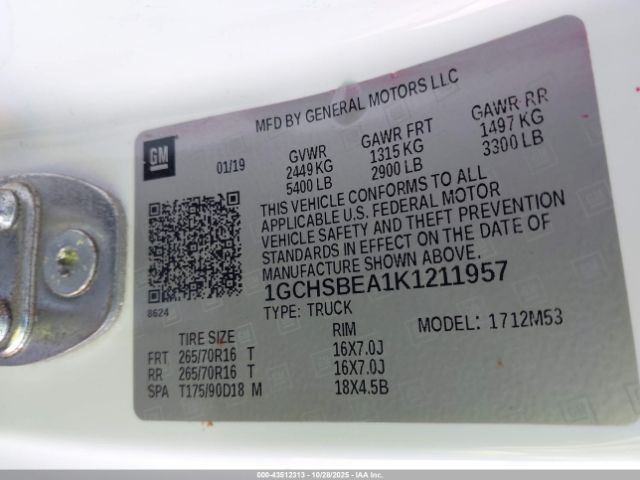 MFD BY GENERAL MOTORS LLC
GM
01/19
GVWR
2449 KG
5400 LB
GAWR FRT
1315 KG
2900 LB
GAWR RR
1497 KG
3300 LB
THIS VEHICLE CONFORMS TO ALL
APPLICABLE U.S. FEDERAL MOTOR
VEHICLE SAFETY AND THEFT PREVENTION
STANDARDS IN EFFECT ON THE DATE OF
MANUFACTURE SHOWN ABOVE.
8624
1GCHSBEA1K1211957
TYPE: TRUCK
MODEL: 1712M53
TIRE SIZE RIM
FRT 265/70R16 T 16X7.0J
RR 265/70R16 T 16X7.0J
SPA T175/90D18 M 18X4.5B
000-43512313 - 10/28/2025 - IAA Inc.